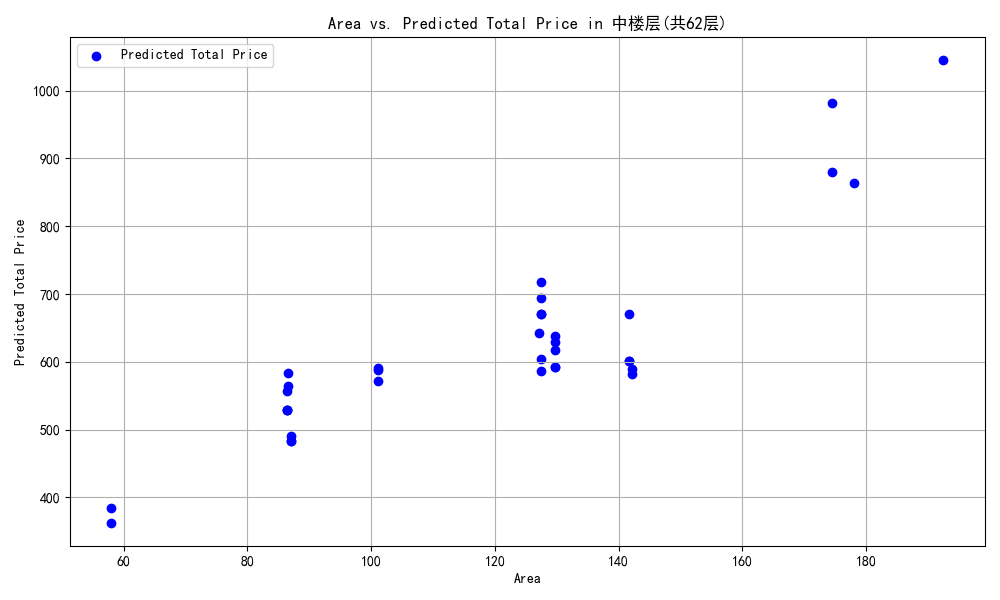 Area vs. Predicted Total Price in 中楼层(共62层)
Predicted Total Price
Predicted Total Price
1000
900
800
700
600
500
400
60 80 100 120 140 160 180
Area